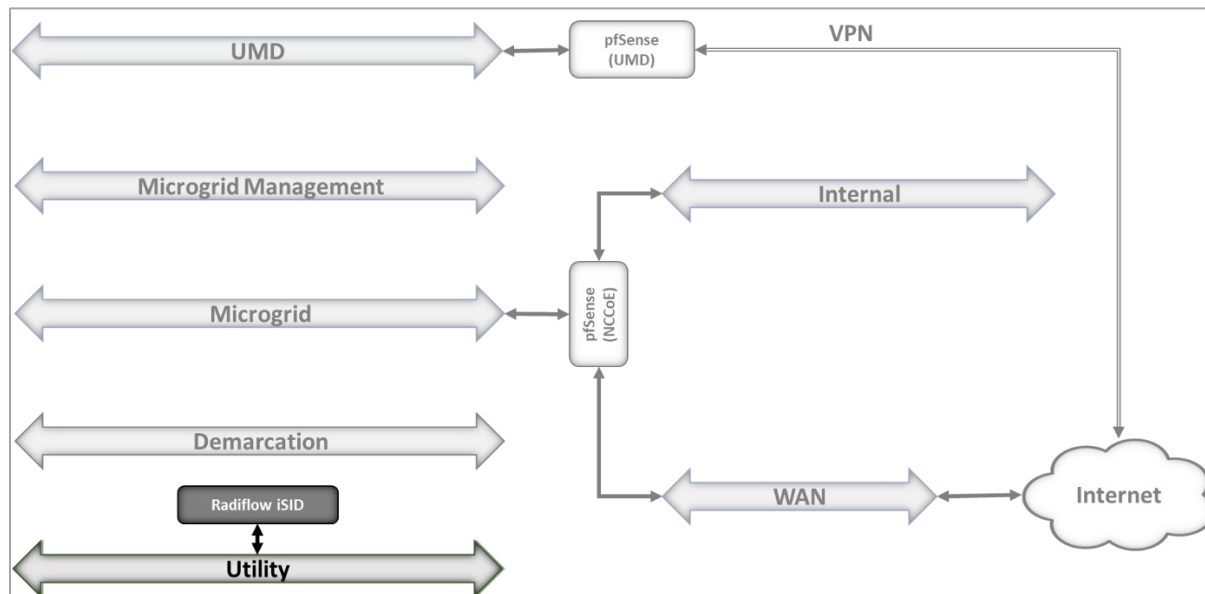 UMD
pfSense
(UMD)
VPN
Microgrid Management
Internal
Microgrid
pfSense
(NCCoE)
Demarcation
Radiflow iSID
WAN
Internet
Utility